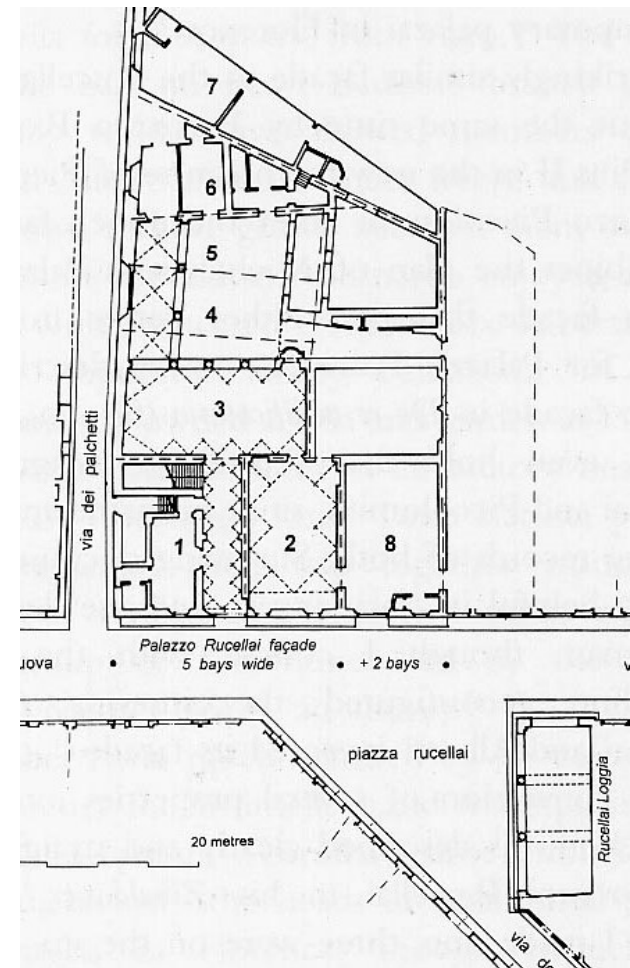 7
6
5
4
3
1
2
8
via dei palchetti
Palazzo Rucellai façade
5 bays wide
+ 2 bays
uova
v
piazza rucellai
20 metres
Rucellai Loggia
via de